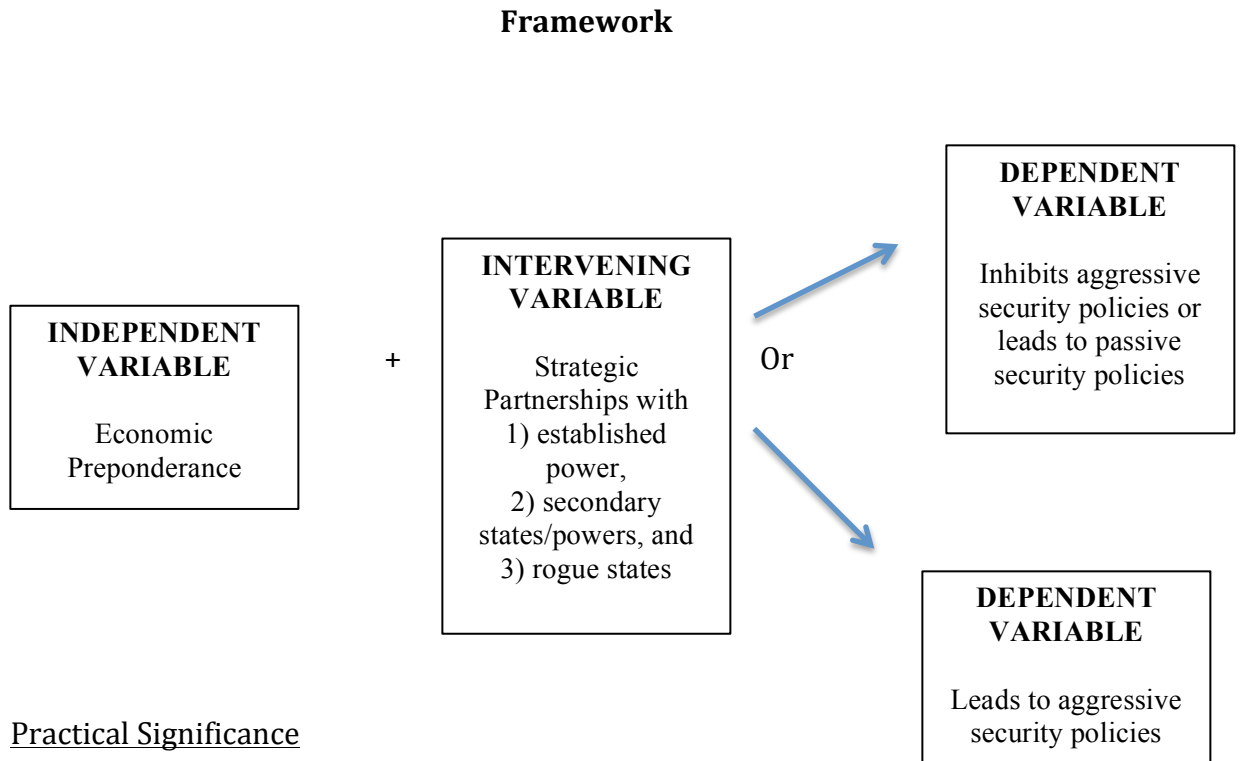 Framework
INDEPENDENT
VARIABLE
Economic
Preponderance
+
INTERVENING
VARIABLE
Strategic
Partnerships with
1) established
power,
2) secondary
states/powers, and
3) rogue states
Or
DEPENDENT
VARIABLE
Inhibits aggressive
security policies or
leads to passive
security policies
DEPENDENT
VARIABLE
Leads to aggressive
security policies
Practical Significance